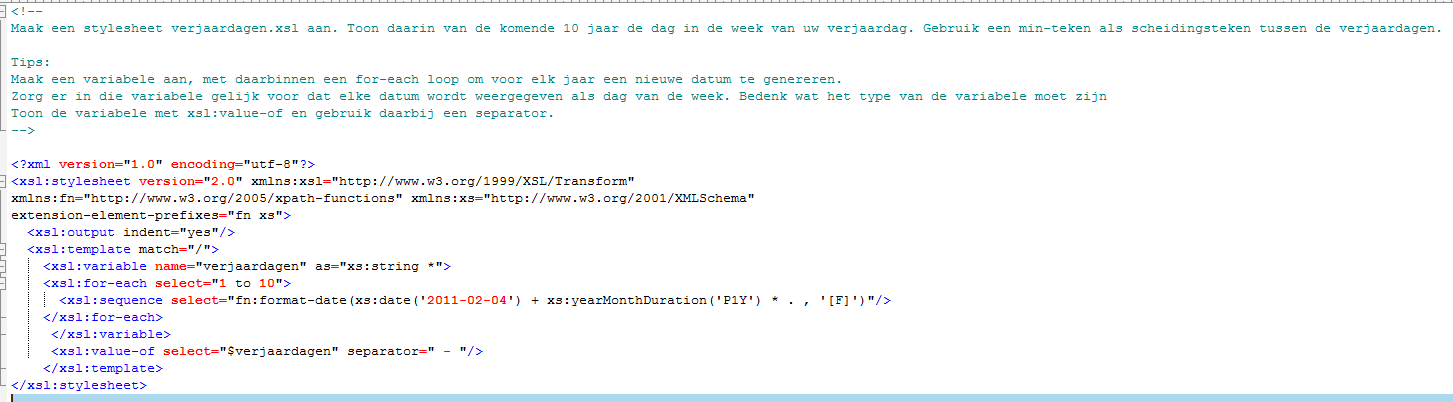 <!--
Maak een stylesheet verjaardagen.xsl aan. Toon daarin van de komende 10 jaar de dag in de week van uw verjaardag. Gebruik een min-teken als scheidingsteken tussen de verjaardagen.
Tips:
Maak een variabele aan, met daarbinnen een for-each loop om voor elk jaar een nieuwe datum te genereren.
Zorg er in die variabele gelijk voor dat elke datum wordt weergegeven als dag van de week. Bedenk wat het type van de variabele moet zijn
Toon de variabele met xsl:value-of en gebruik daarbij een separator.
-->
<?xml version="1.0" encoding="utf-8"?>
<xsl:stylesheet version="2.0" xmlns:xsl="http://www.w3.org/1999/XSL/Transform"
xmlns:fn="http://www.w3.org/2005/xpath-functions" xmlns:xs="http://www.w3.org/2001/XMLSchema"
extension-element-prefixes="fn xs">
<xsl:output indent="yes"/>
<xsl:template match="/">
<xsl:variable name="verjaardagen" as="xs:string *">
<xsl:for-each select="1 to 10">
<xsl:sequence select="fn:format-date(xs:date('2011-02-04') + xs:yearMonthDuration('P1Y') * . , '[F]')"/>
</xsl:for-each>
</xsl:variable>
<xsl:value-of select="$verjaardagen" separator=" - "/>
</xsl:template>
</xsl:stylesheet>